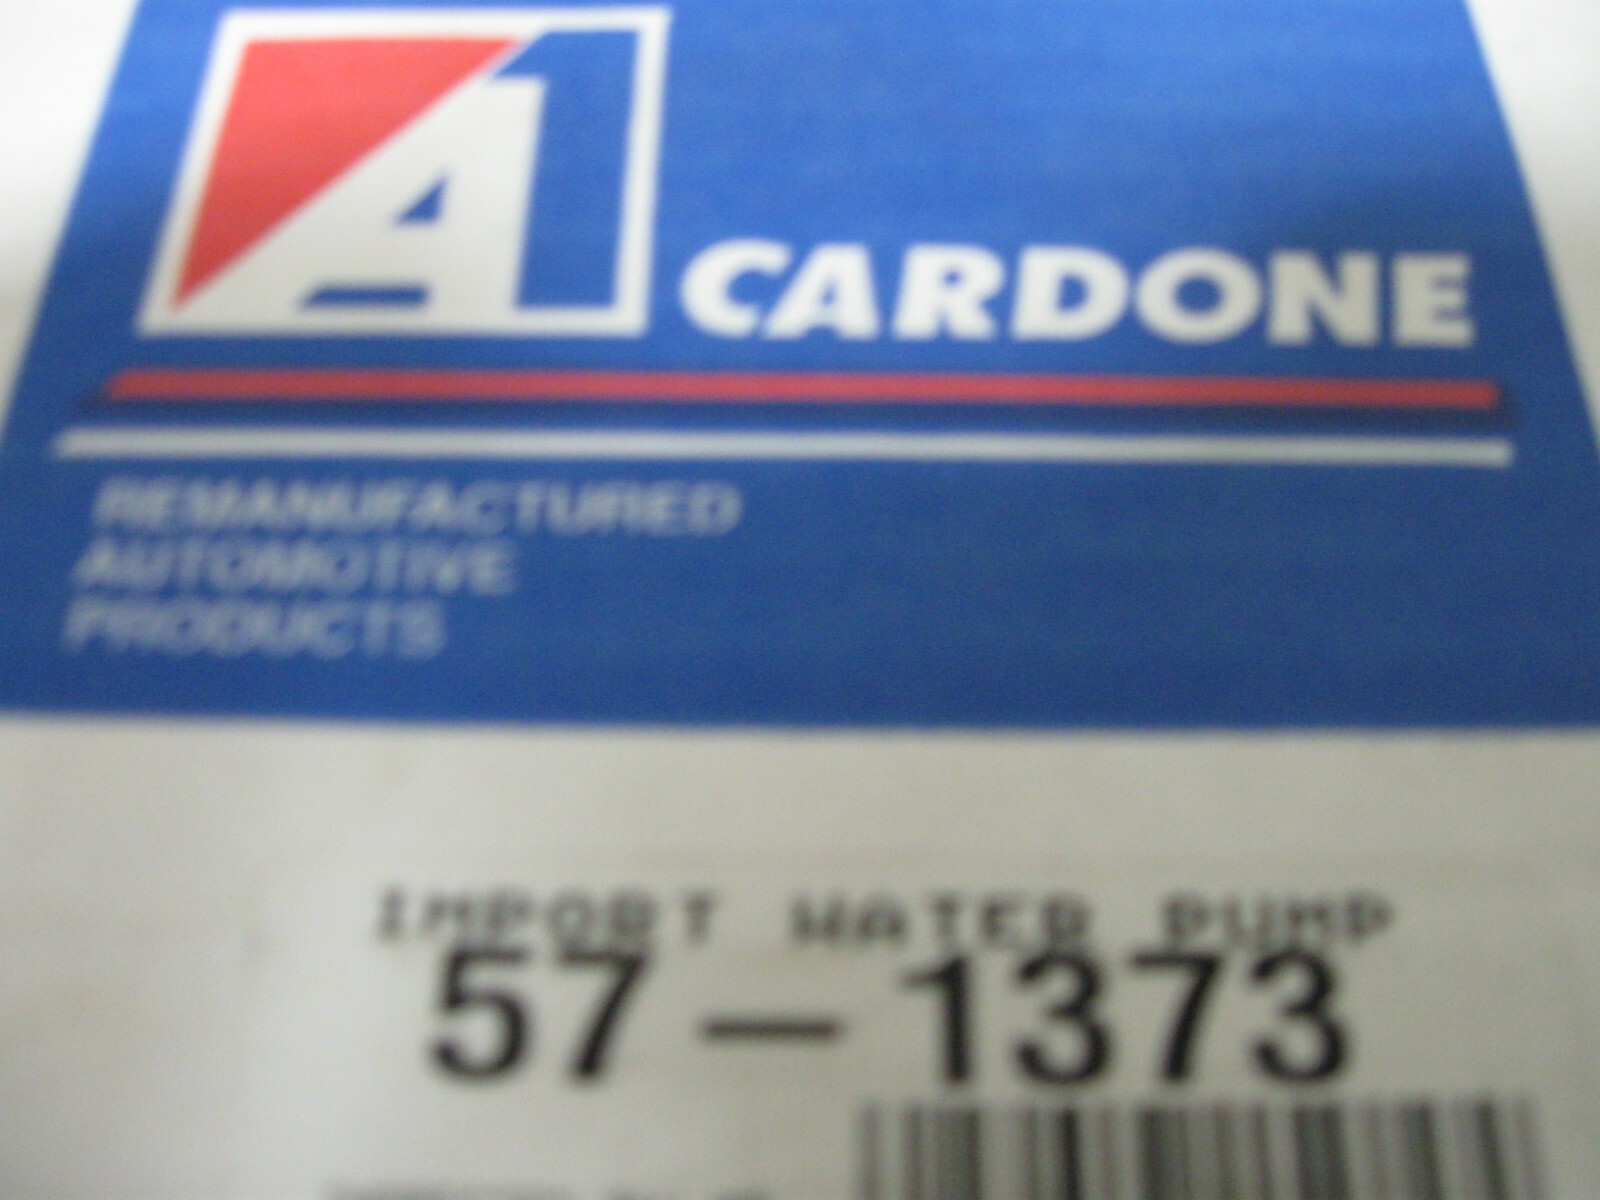 A1 CARDONE
REMANUFACTURED
AUTOMOTIVE
PRODUCTS
IMPORT WATER PUMP
57-1373